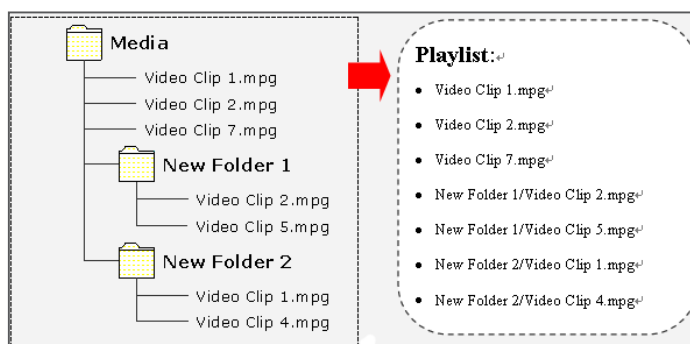 Media
Video Clip 1.mpg
Video Clip 2.mpg
Video Clip 7.mpg
New Folder 1
Video Clip 2.mpg
Video Clip 5.mpg
New Folder 2
Video Clip 1.mpg
Video Clip 4.mpg
Playlist:↵
• Video Clip 1.mpg↵
• Video Clip 2.mpg↵
• Video Clip 7.mpg↵
• New Folder 1/Video Clip 2.mpg↵
• New Folder 1/Video Clip 5.mpg↵
• New Folder 2/Video Clip 1.mpg↵
• New Folder 2/Video Clip 4.mpg↵